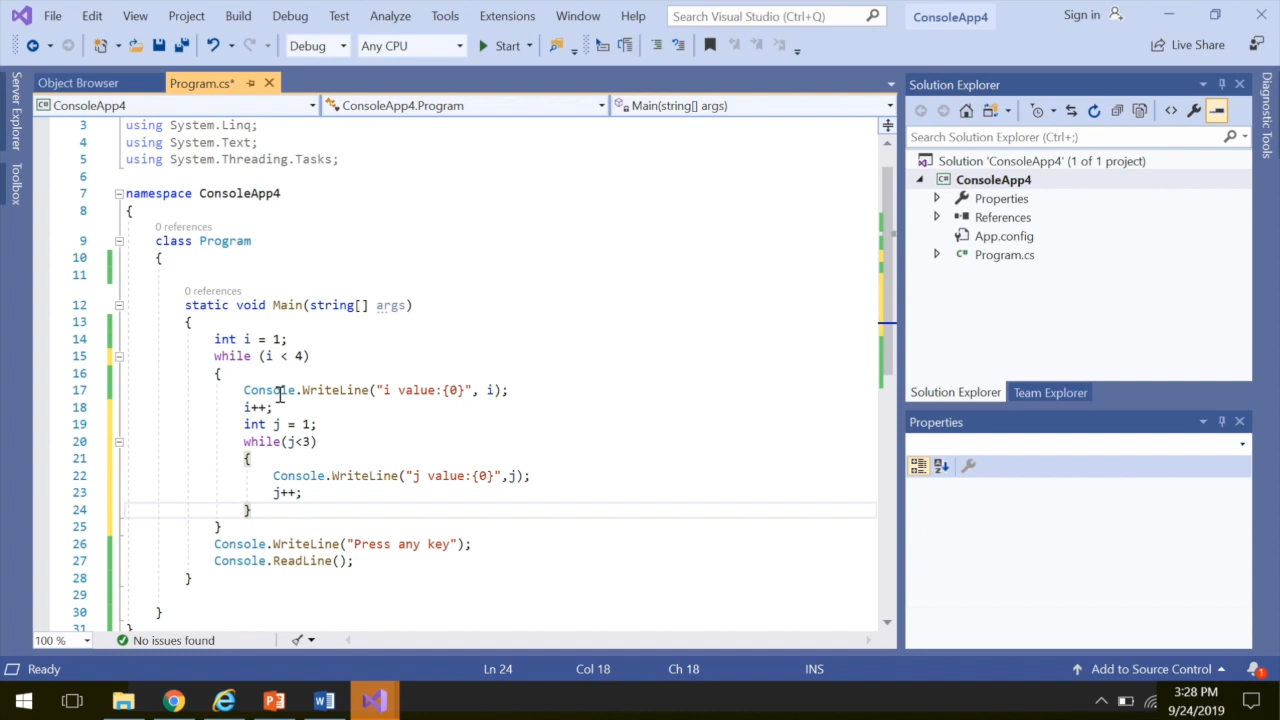 File Edit View Project Build Debug Test Analyze Tools Extensions Window Help Search Visual Studio (Ctrl+Q) ConsoleApp4 Sign in
Debug Any CPU Start Live Share
Server Explorer
Toolbox
Object Browser Program.cs*
ConsoleApp4 ConsoleApp4.Program Main(string[] args)
3 using System.Linq;
4 using System.Text;
5 using System.Threading.Tasks;
6
7 namespace ConsoleApp4
8 {
0 references
9 class Program
10 {
11
0 references
12 static void Main(string[] args)
13 {
14 int i = 1;
15 while (i < 4)
16 {
17 Console.WriteLine("i value:{0}", i);
18 i++;
19 int j = 1;
20 while(j<3)
21 {
22 Console.WriteLine("j value:{0}",j);
23 j++;
24 }
25 }
26 Console.WriteLine("Press any key");
27 Console.ReadLine();
28 }
29
30 }
31 }
100 % No issues found
Solution Explorer
Search Solution Explorer (Ctrl+;)
Solution 'ConsoleApp4' (1 of 1 project)
C# ConsoleApp4
Properties
References
App.config
C# Program.cs
Solution Explorer Team Explorer
Properties
Diagnostic Tools
Ready Ln 24 Col 18 Ch 18 INS Add to Source Control 1
3:28 PM
9/24/2019